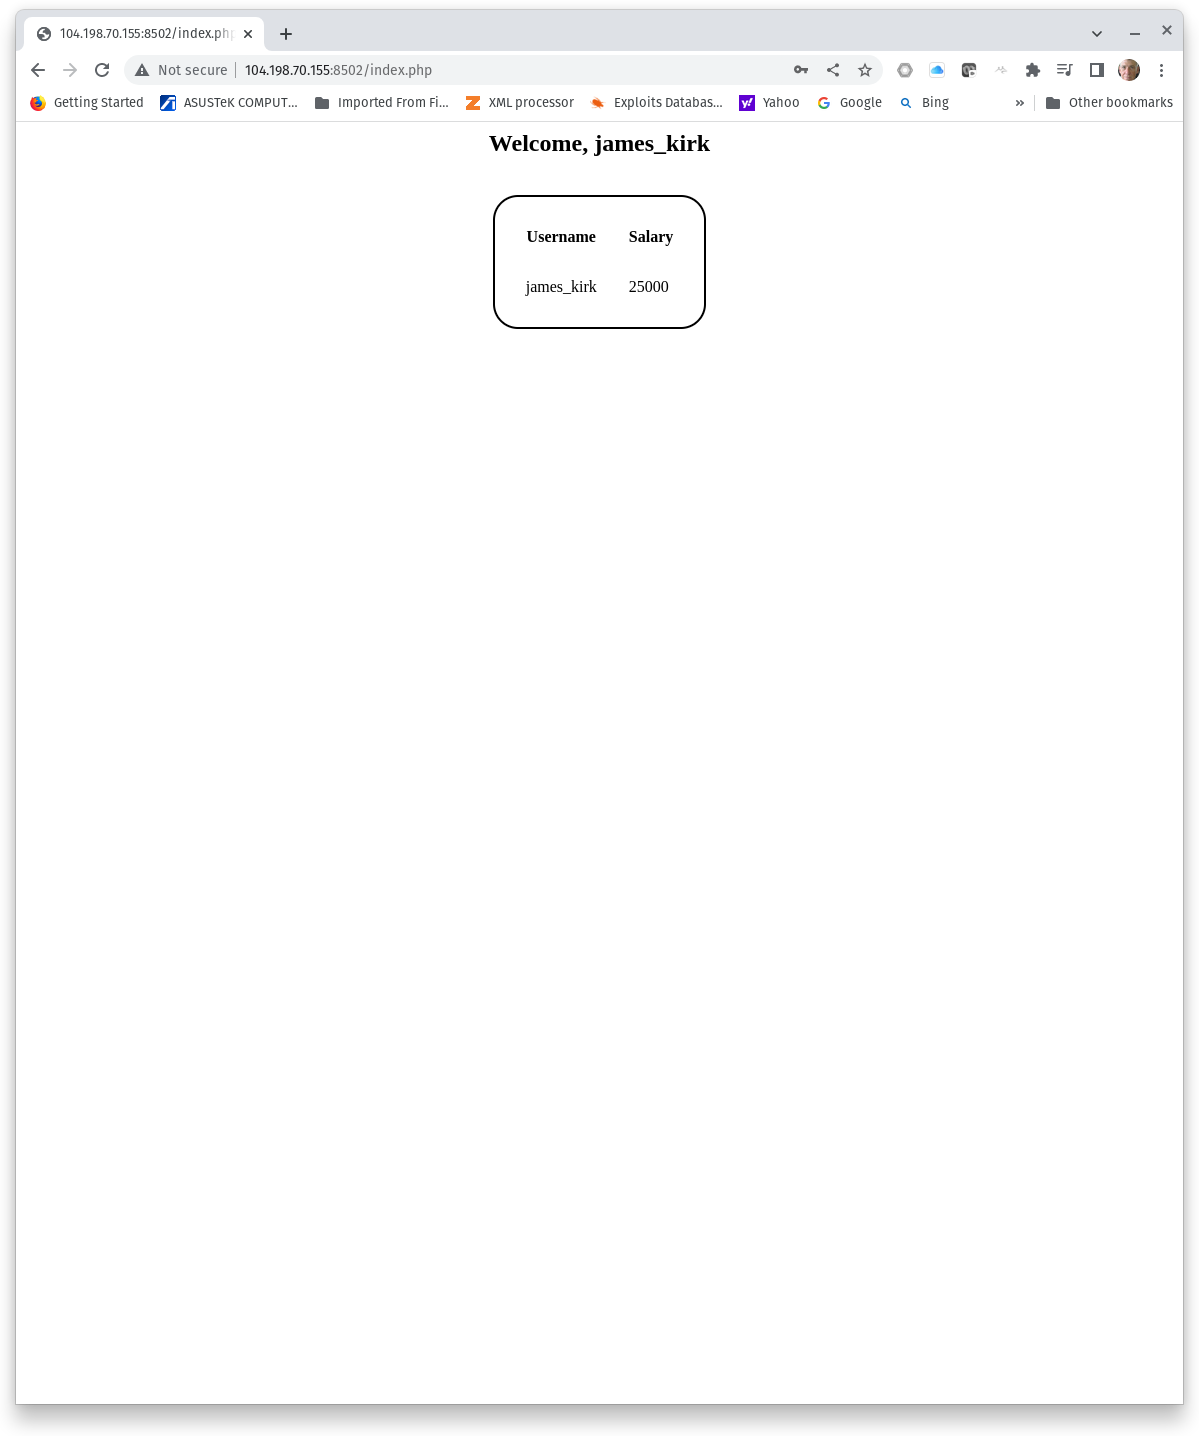 104.198.70.155:8502/index.php
Not secure 104.198.70.155:8502/index.php
Getting Started ASUSTeK COMPUT... Imported From Fi... XML processor Exploits Databas... Yahoo Google Bing » Other bookmarks
Welcome, james_kirk
Username Salary
james_kirk 25000